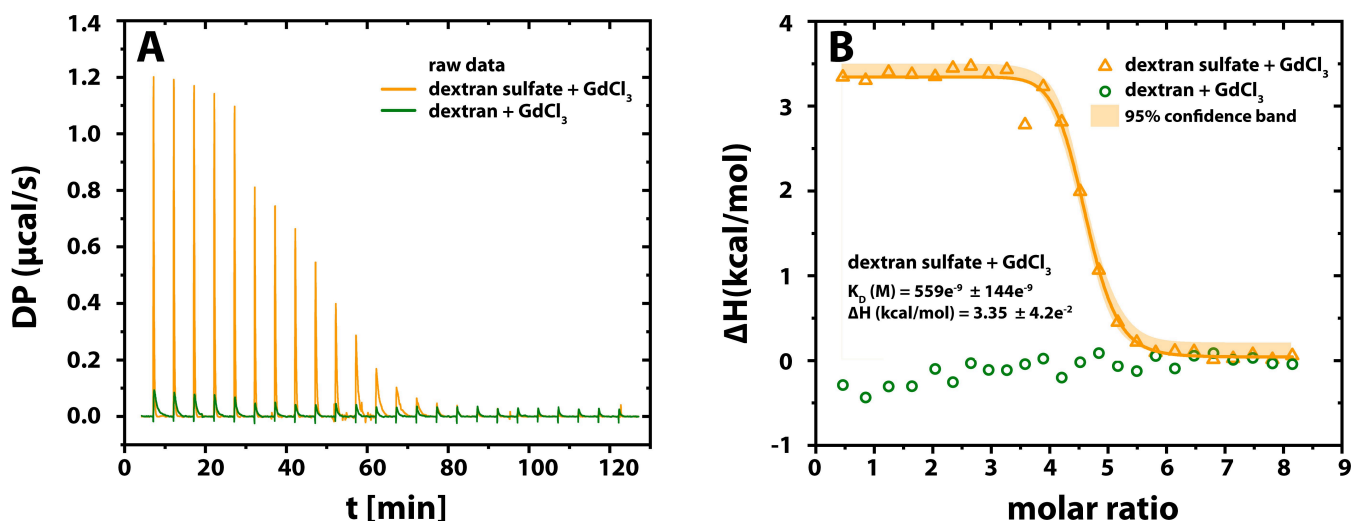 A
raw data
dextran sulfate + GdCl₃
dextran + GdCl₃
1.4
1.2
1.0
0.8
0.6
0.4
0.2
0.0
DP (µcal/s)
0
20
40
60
80
100
120
t [min]
B
dextran sulfate + GdCl₃
dextran + GdCl₃
95% confidence band
dextran sulfate + GdCl₃
K_D (M) = 559e⁻⁹ ± 144e⁻⁹
ΔH (kcal/mol) = 3.35 ± 4.2e⁻²
4
3
2
1
0
-1
ΔH(kcal/mol)
0
1
2
3
4
5
6
7
8
9
molar ratio